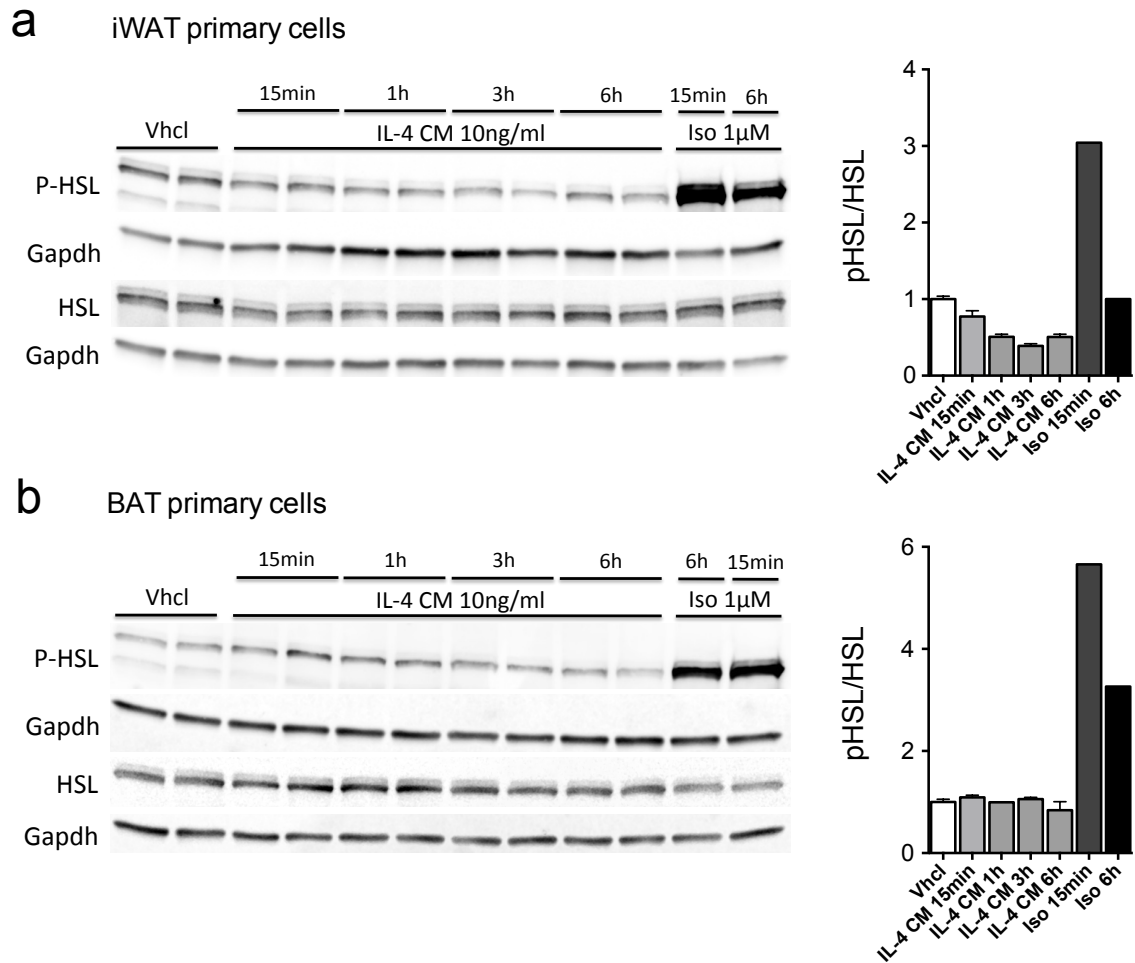 a iWAT primary cells
15min 1h 3h 6h 15min 6h
Vhcl IL-4 CM 10ng/ml Iso 1µM
P-HSL
Gapdh
HSL
Gapdh
4
3
2
1
0
pHSL/HSL
Vhcl
IL-4 CM 15min
IL-4 CM 1h
IL-4 CM 3h
IL-4 CM 6h
Iso 15min
Iso 6h
b BAT primary cells
15min 1h 3h 6h 6h 15min
Vhcl IL-4 CM 10ng/ml Iso 1µM
P-HSL
Gapdh
HSL
Gapdh
6
4
2
0
pHSL/HSL
Vhcl
IL-4 CM 15min
IL-4 CM 1h
IL-4 CM 3h
IL-4 CM 6h
Iso 15min
Iso 6h